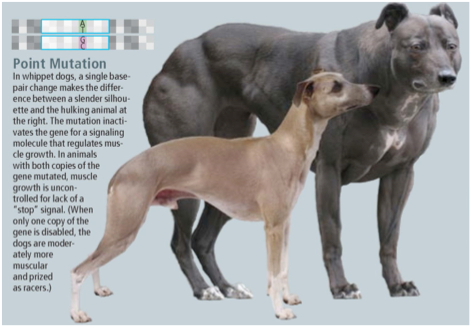 A
T
G
C
Point Mutation
In whippet dogs, a single base-
pair change makes the differ-
ence between a slender silhou-
ette and the hulking animal at
the right. The mutation inacti-
vates the gene for a signaling
molecule that regulates mus-
cle growth. In animals
with both copies of the
gene mutated, muscle
growth is uncon-
trolled for lack of a
“stop” signal. (When
only one copy of the
gene is disabled, the
dogs are moder-
ately more
muscular
and prized
as racers.)